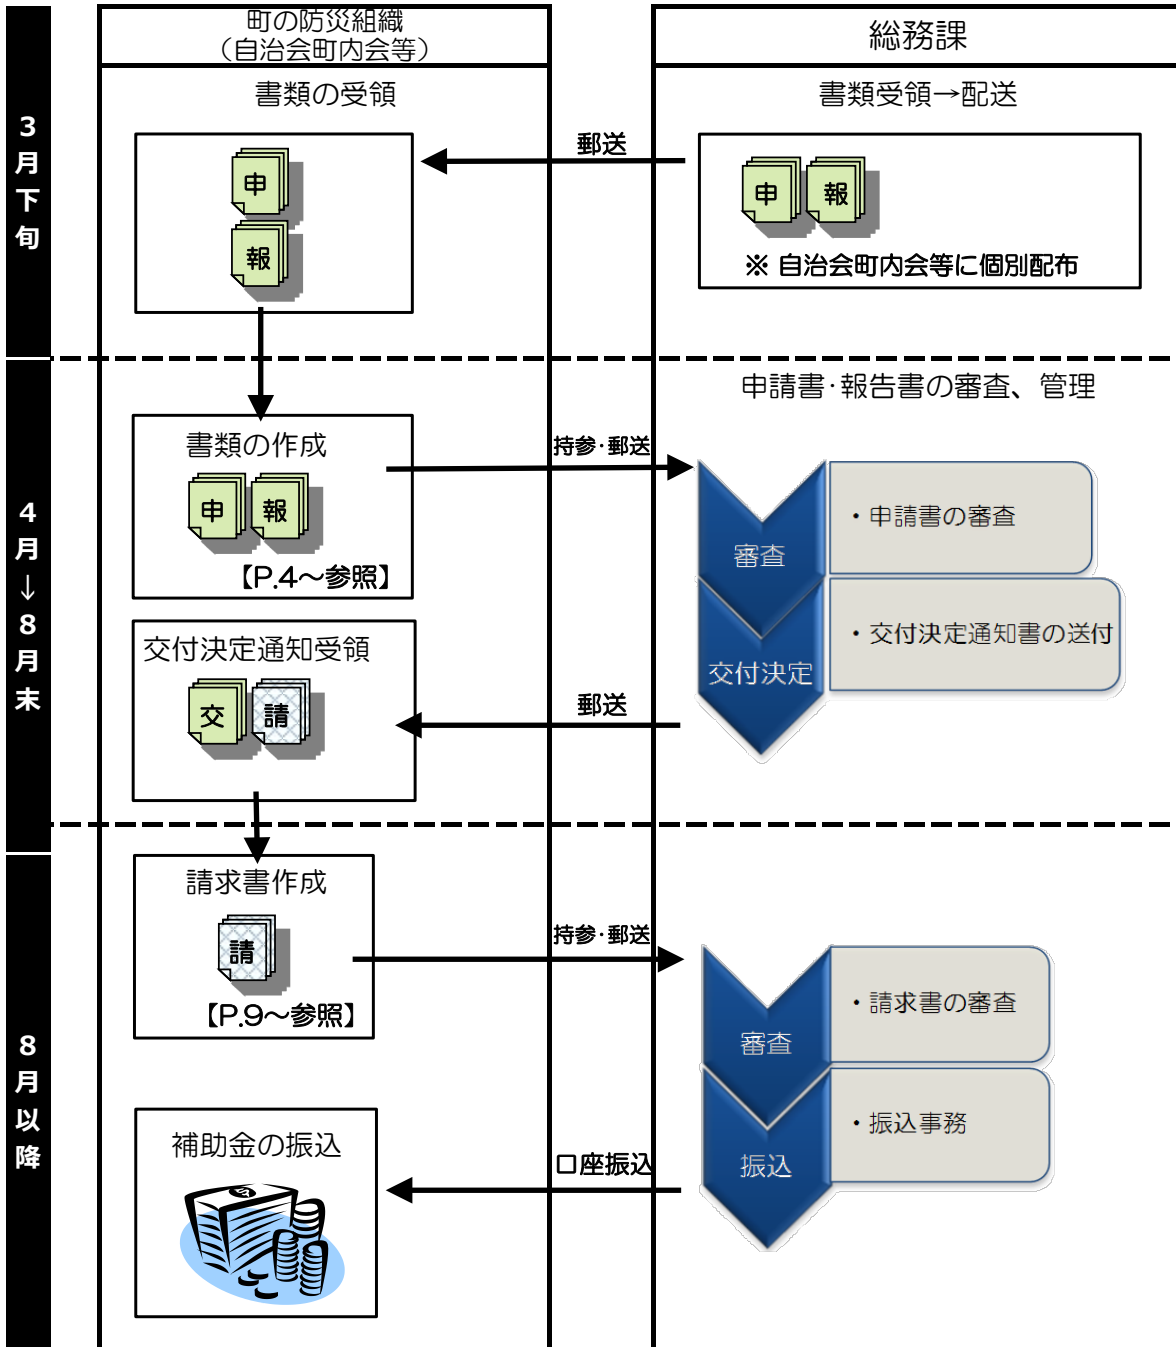 町の防災組織
（自治会町内会等）
総務課
3月下旬
書類の受領
書類受領→配送
郵送
申
報
申 報
※ 自治会町内会等に個別配布
4月↓8月末
申請書・報告書の審査、管理
書類の作成
持参・郵送
申 報
【P.4～参照】
審査
・申請書の審査
交付決定通知受領
交付決定
・交付決定通知書の送付
郵送
交 請
8月以降
請求書作成
持参・郵送
請
【P.9～参照】
審査
・請求書の審査
補助金の振込
口座振込
振込
・振込事務